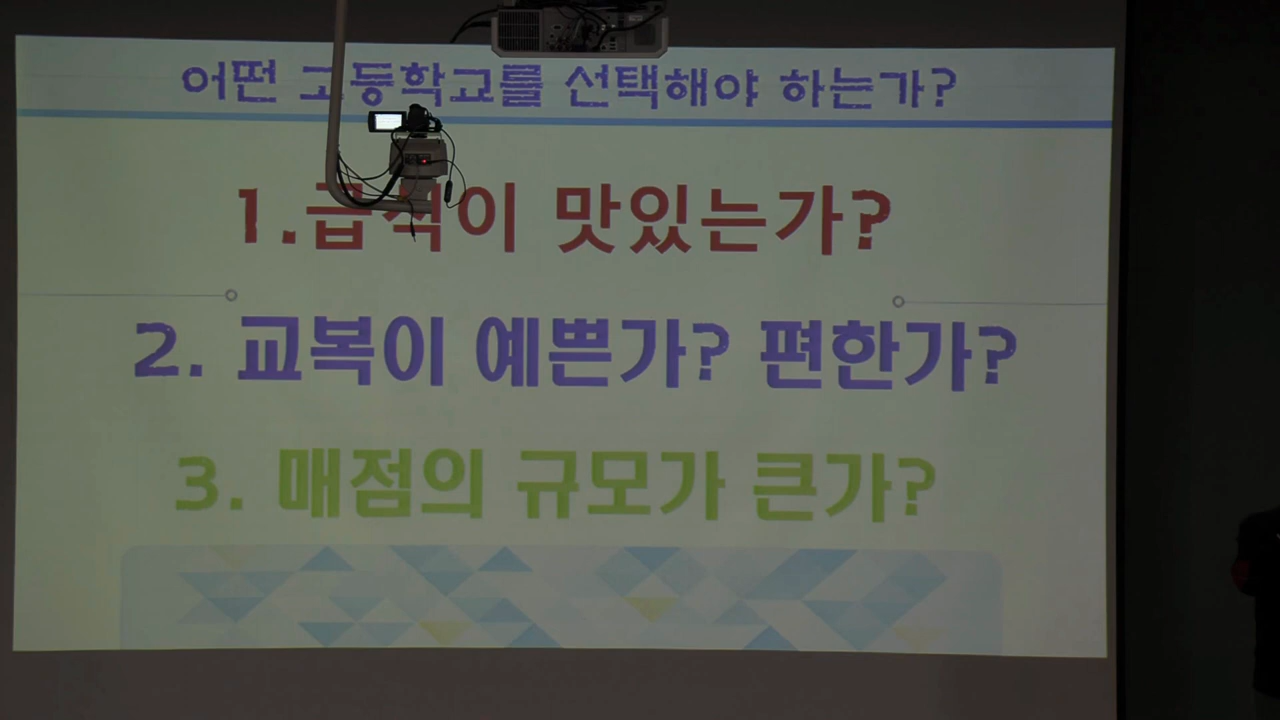 어떤 고등학교를 선택해야 하는가?
1.급식이 맛있는가?
2. 교복이 예쁜가? 편한가?
3. 매점의 규모가 큰가?